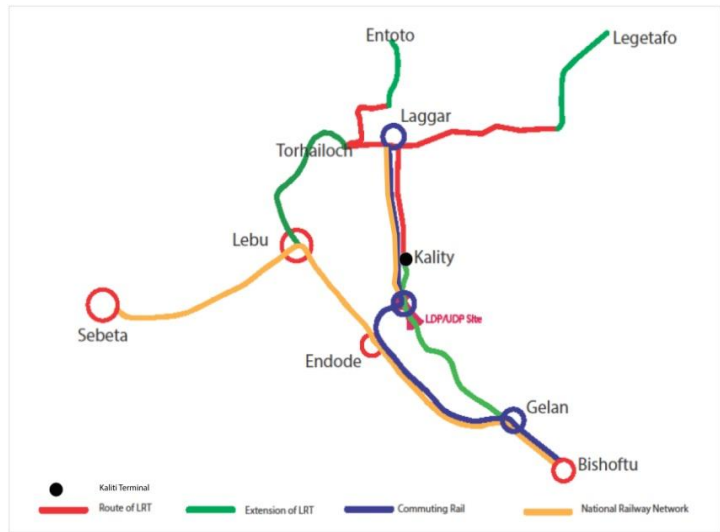 Entoto
Legetafo
Laggar
Torhailoch
Lebu
Kality
LDP/UDP Site
Sebeta
Endode
Gelan
Bishoftu
Kaliti Terminal
Route of LRT
Extension of LRT
Commuting Rail
National Railway Network